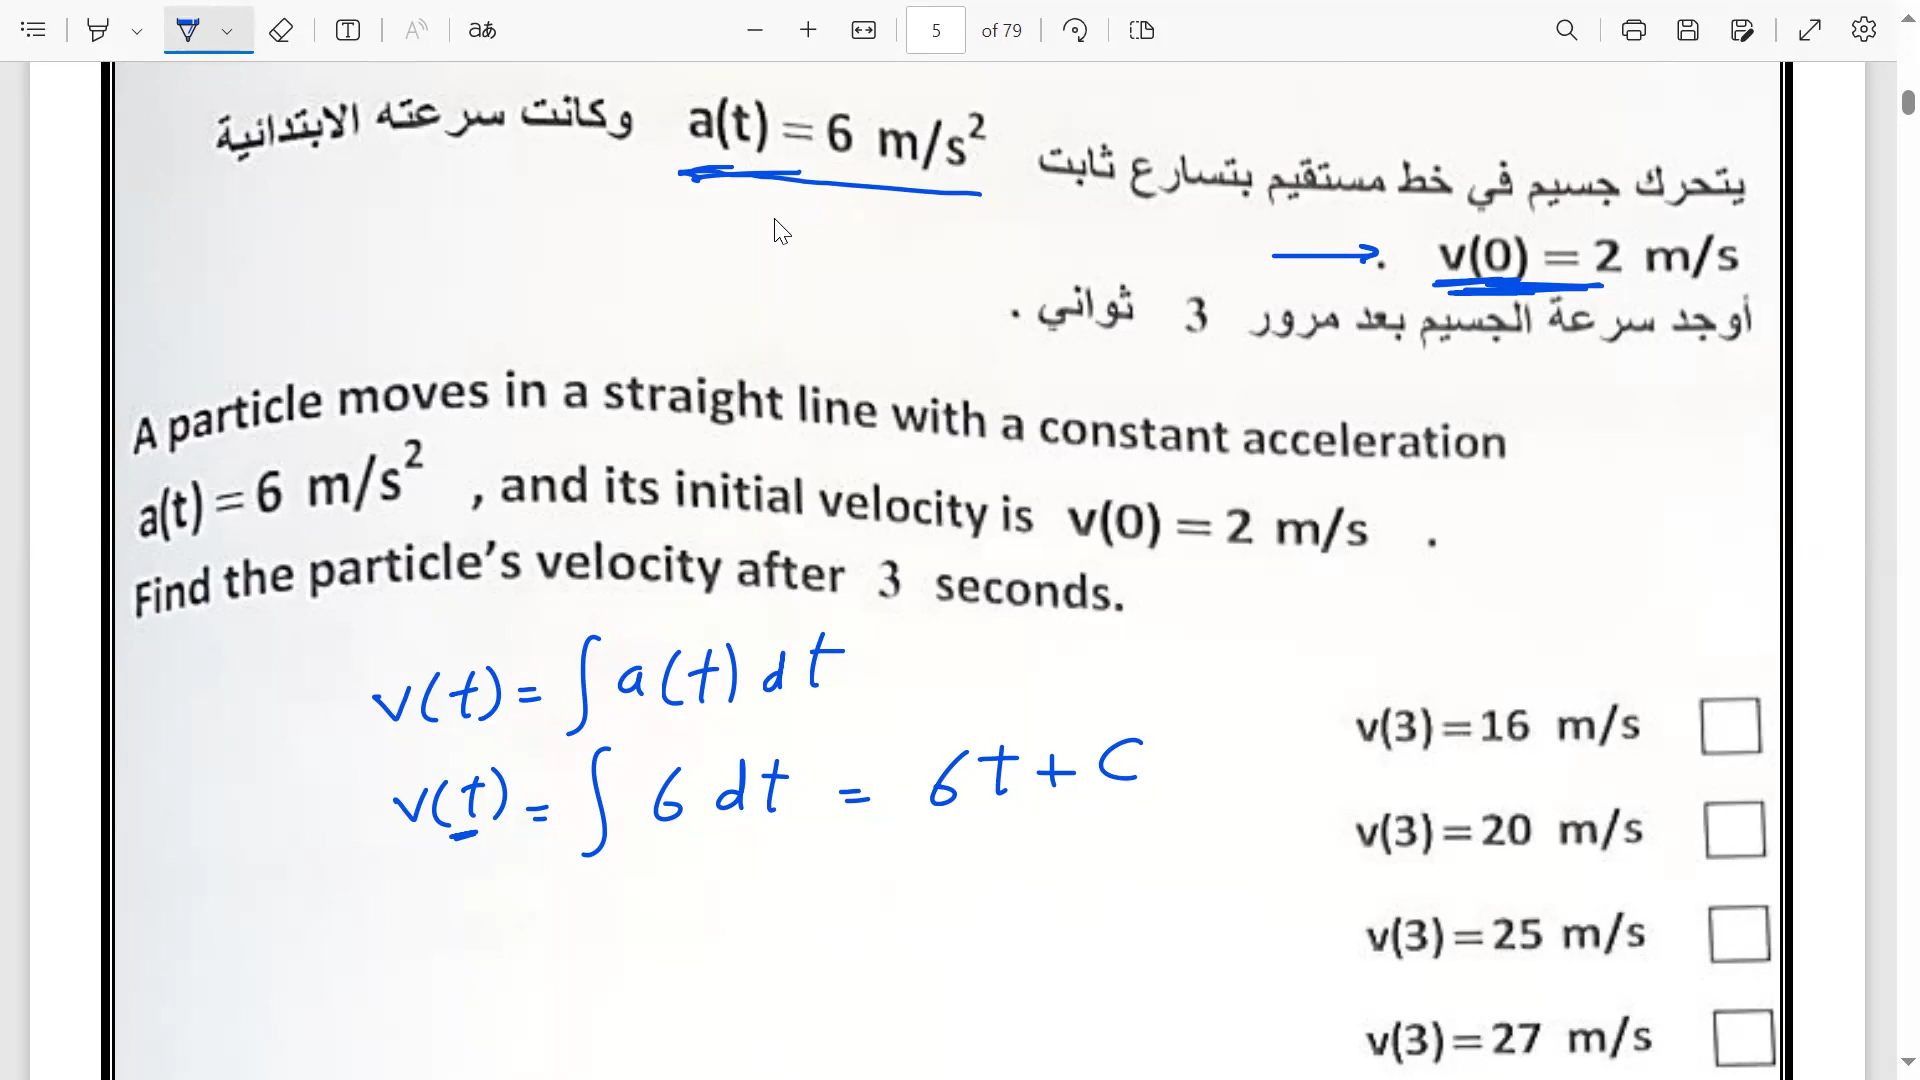 5 of 79
يتحرك جسيم في خط مستقيم بتسارع ثابت a(t) = 6 m/s² وكانت سرعته الابتدائية
v(0) = 2 m/s .
أوجد سرعة الجسيم بعد مرور 3 ثواني .
A particle moves in a straight line with a constant acceleration
a(t) = 6 m/s² , and its initial velocity is v(0) = 2 m/s .
Find the particle's velocity after 3 seconds.
v(t) = ∫ a(t) dt
v(t) = ∫ 6 dt = 6t + C
v(3) = 16 m/s
v(3) = 20 m/s
v(3) = 25 m/s
v(3) = 27 m/s